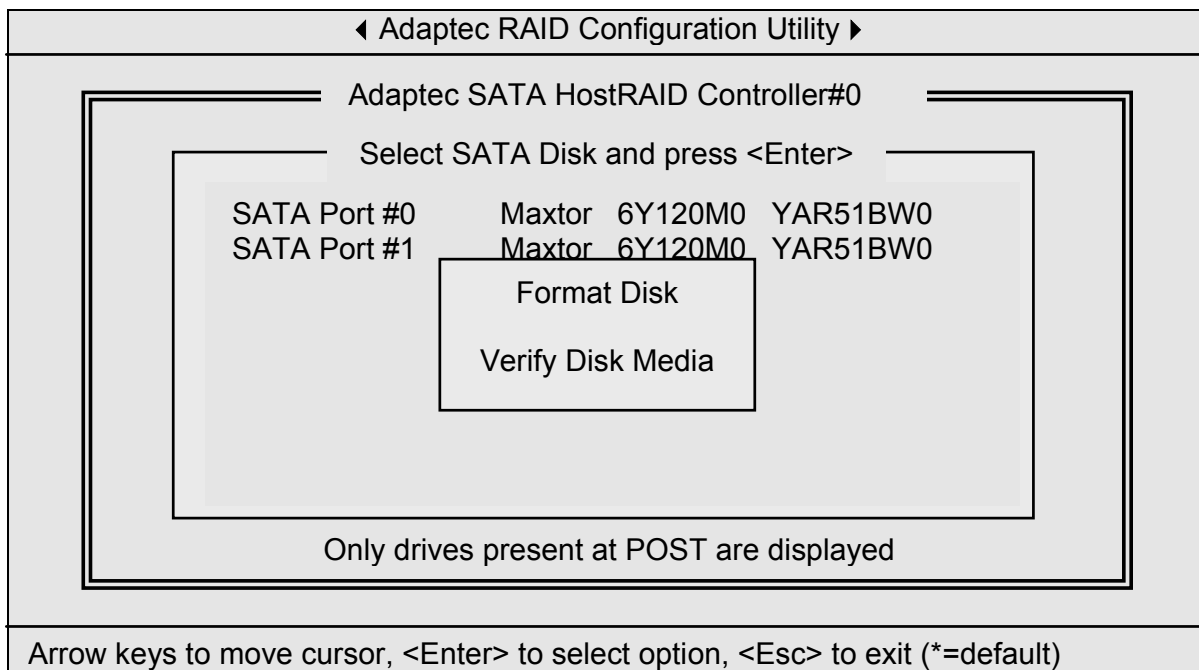 Adaptec RAID Configuration Utility
Adaptec SATA HostRAID Controller#0
Select SATA Disk and press <Enter>
SATA Port #0 Maxtor 6Y120M0 YAR51BW0
SATA Port #1 Maxtor 6Y120M0 YAR51BW0
Format Disk
Verify Disk Media
Only drives present at POST are displayed
Arrow keys to move cursor, <Enter> to select option, <Esc> to exit (*=default)